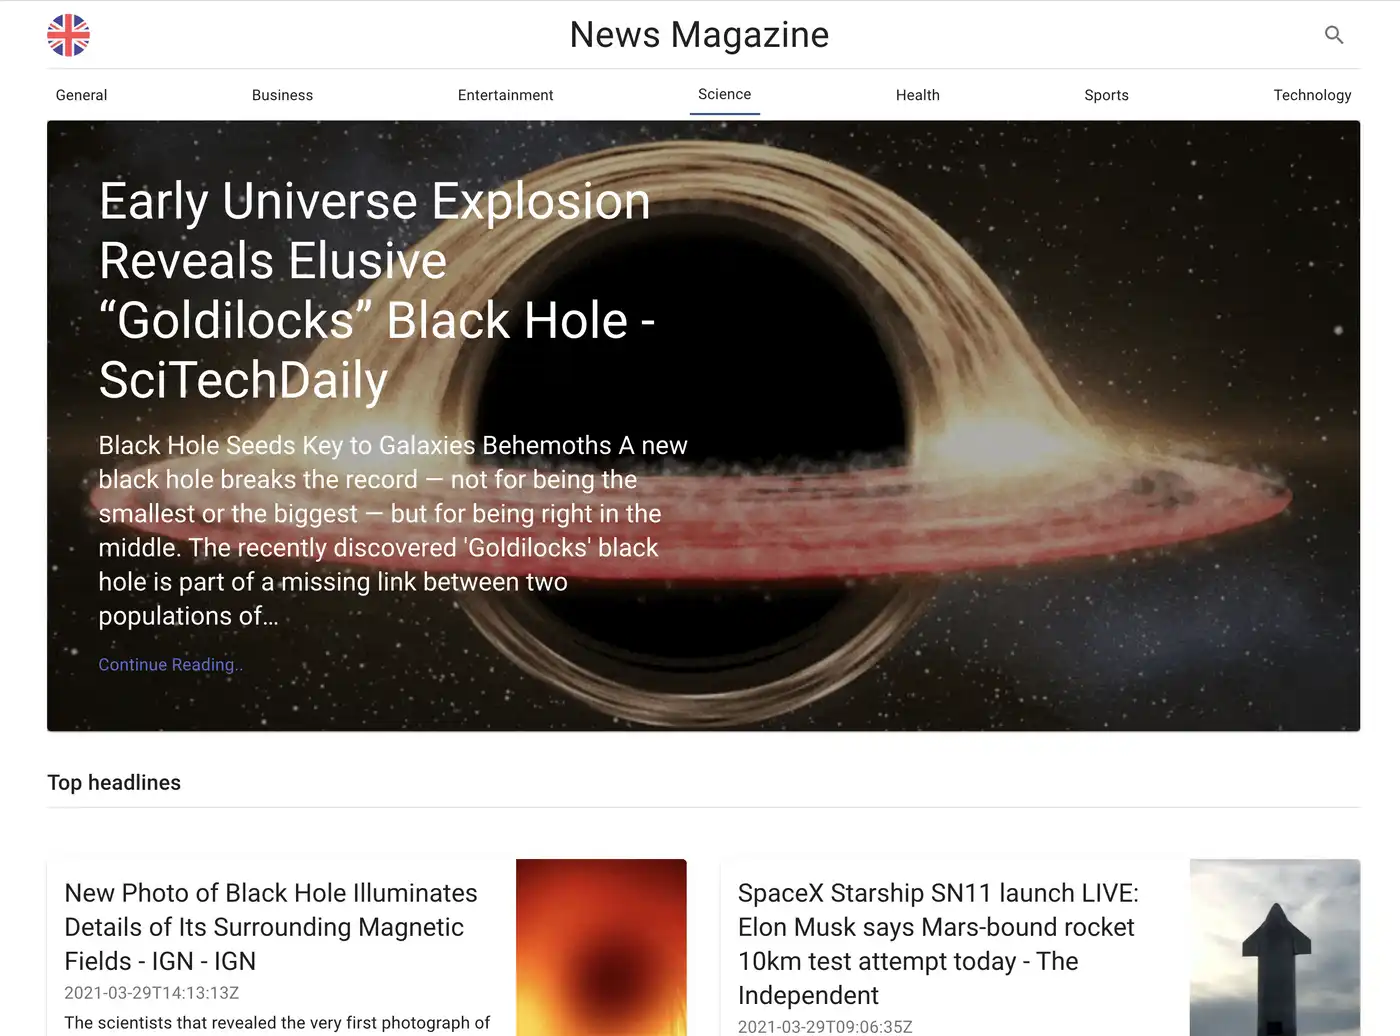 News Magazine
General Business Entertainment Science Health Sports Technology
Early Universe Explosion
Reveals Elusive
“Goldilocks” Black Hole -
SciTechDaily
Black Hole Seeds Key to Galaxies Behemoths A new
black hole breaks the record — not for being the
smallest or the biggest — but for being right in the
middle. The recently discovered 'Goldilocks' black
hole is part of a missing link between two
populations of…
Continue Reading..
Top headlines
New Photo of Black Hole Illuminates
Details of Its Surrounding Magnetic
Fields - IGN - IGN
2021-03-29T14:13:13Z
The scientists that revealed the very first photograph of
SpaceX Starship SN11 launch LIVE:
Elon Musk says Mars-bound rocket
10km test attempt today - The
Independent
2021-03-29T09:06:35Z